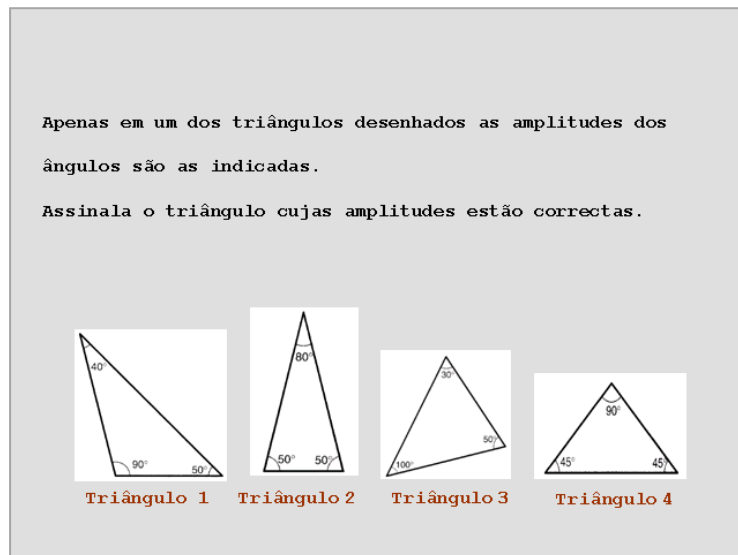 Apenas em um dos triângulos desenhados as amplitudes dos
ângulos são as indicadas.
Assinala o triângulo cujas amplitudes estão correctas.
40°
90°
50°
80°
50°
50°
30°
50°
100°
90°
45°
45°
Triângulo 1
Triângulo 2
Triângulo 3
Triângulo 4